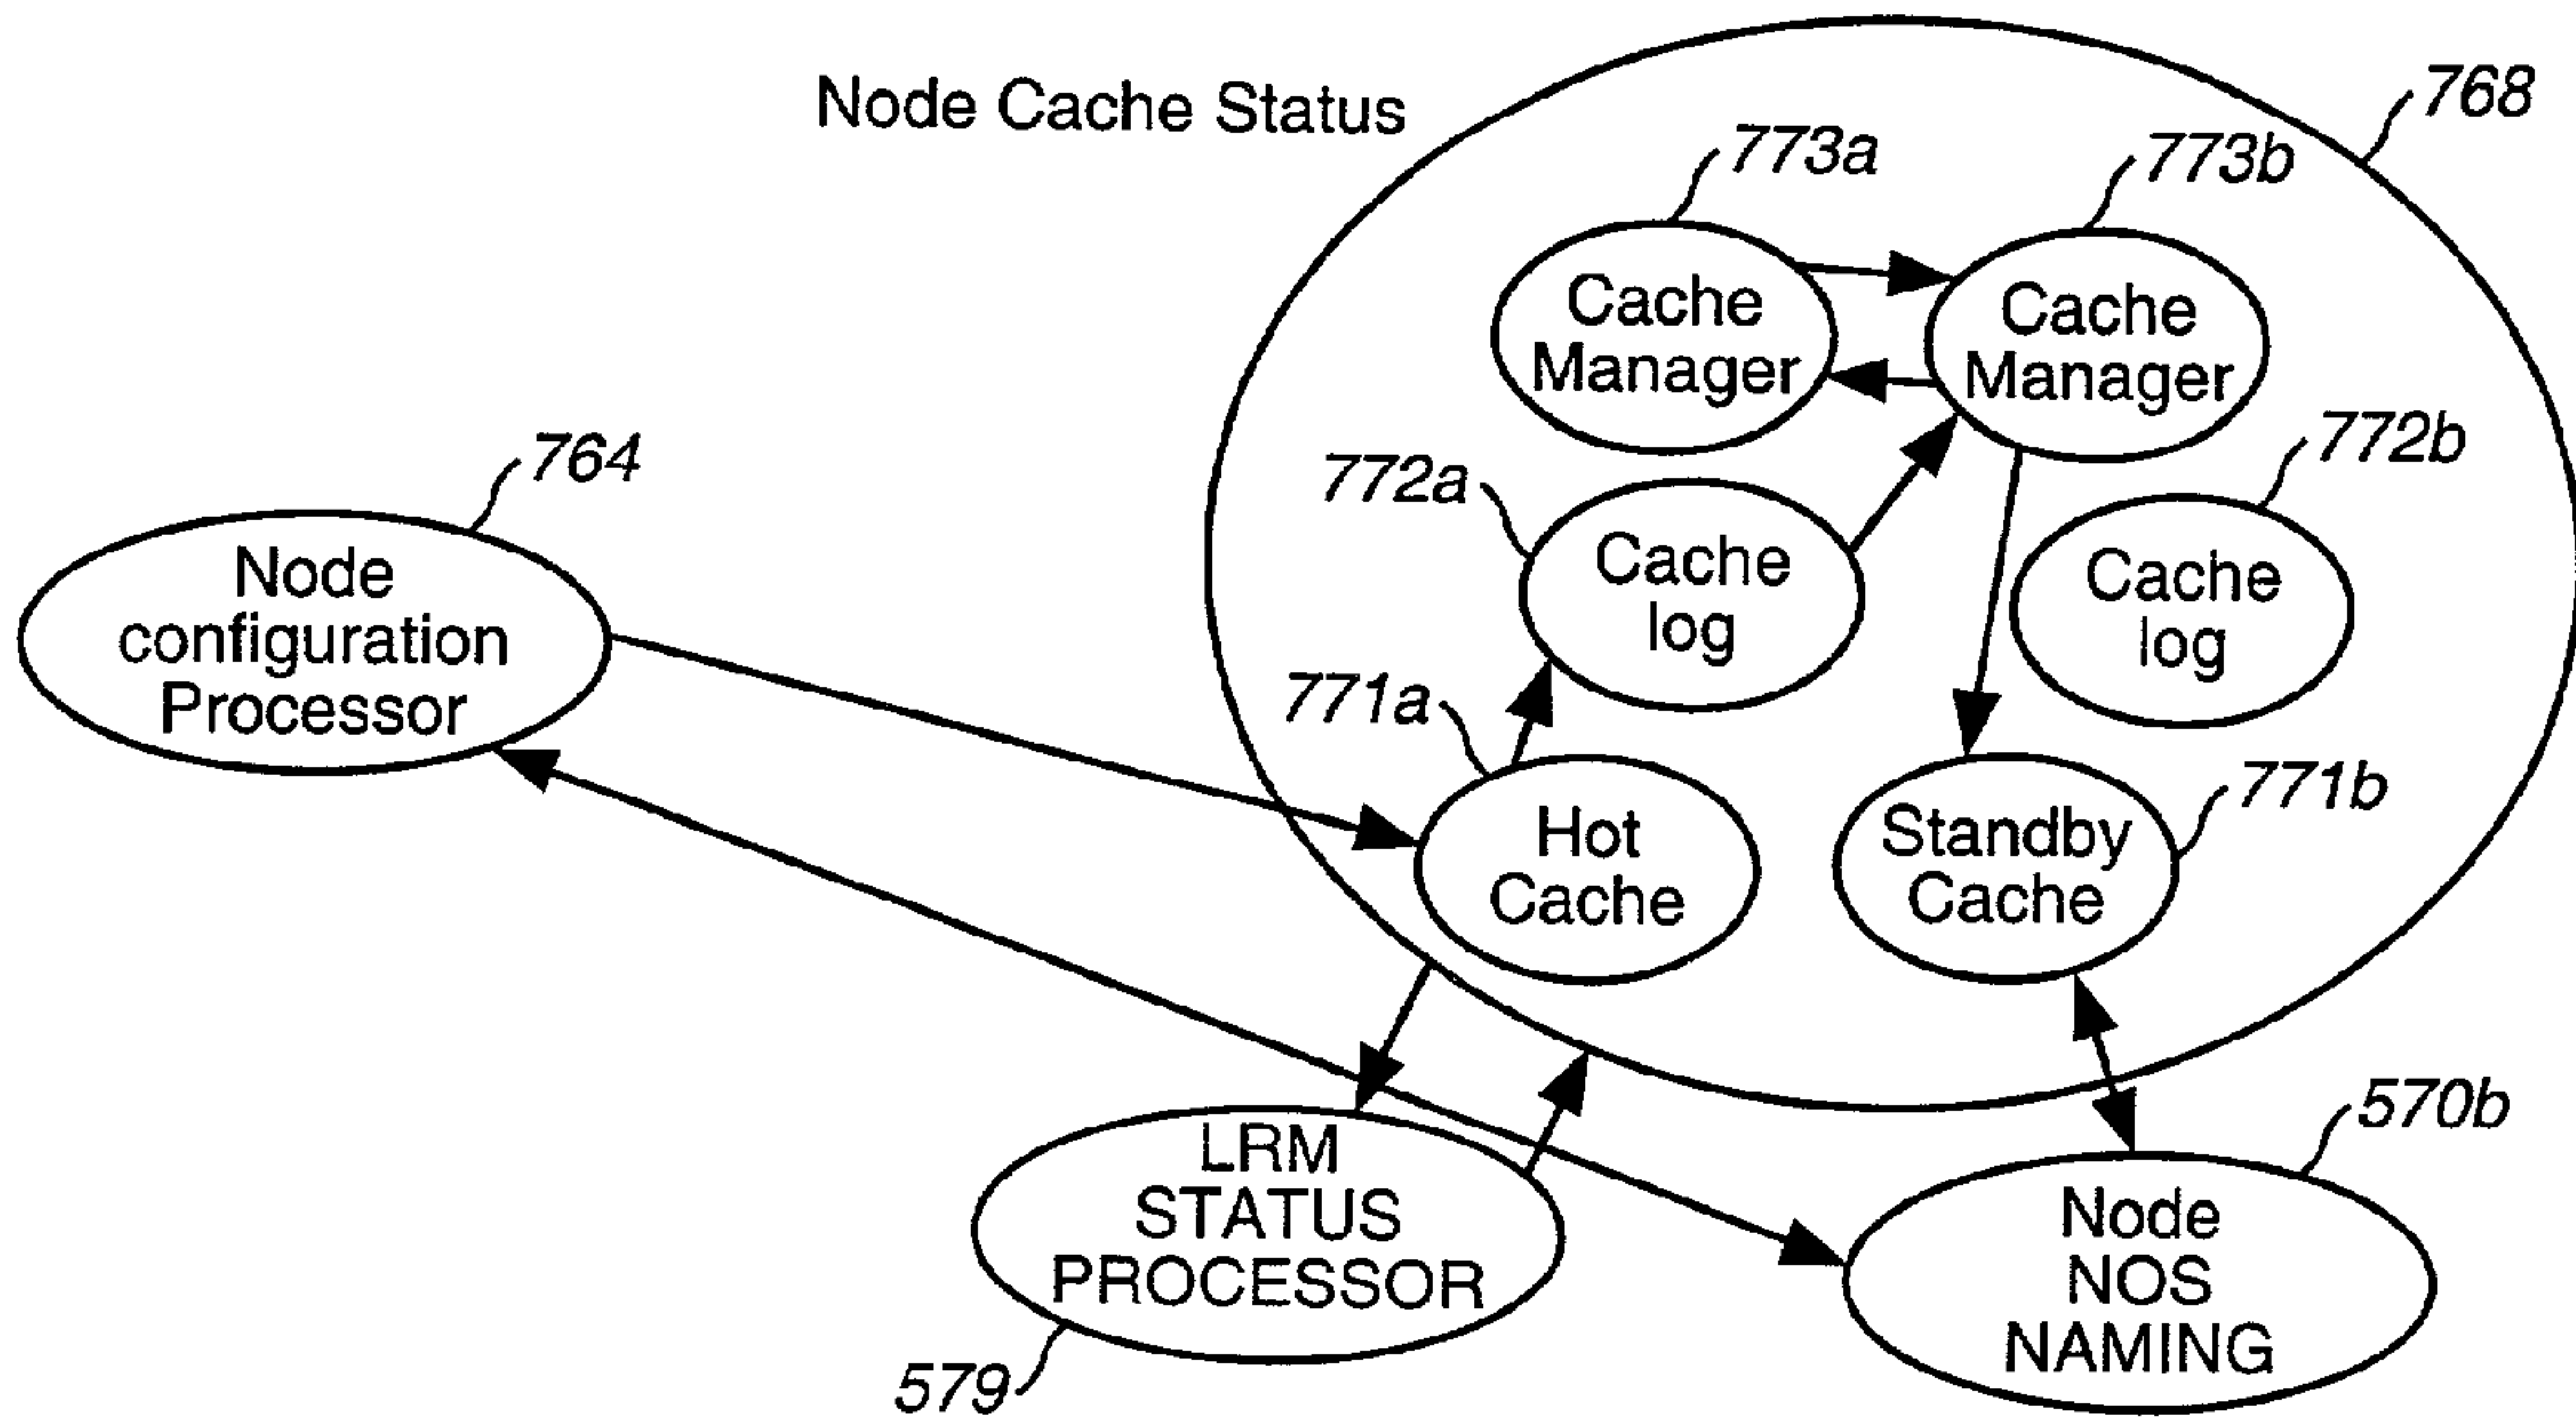 Node Cache Status
768
773a
773b
Cache
Manager
Cache
Manager
772a
772b
Cache
log
Cache
log
764
Node
configuration
Processor
771a
771b
Hot
Cache
Standby
Cache
570b
LRM
STATUS
PROCESSOR
579
Node
NOS
NAMING